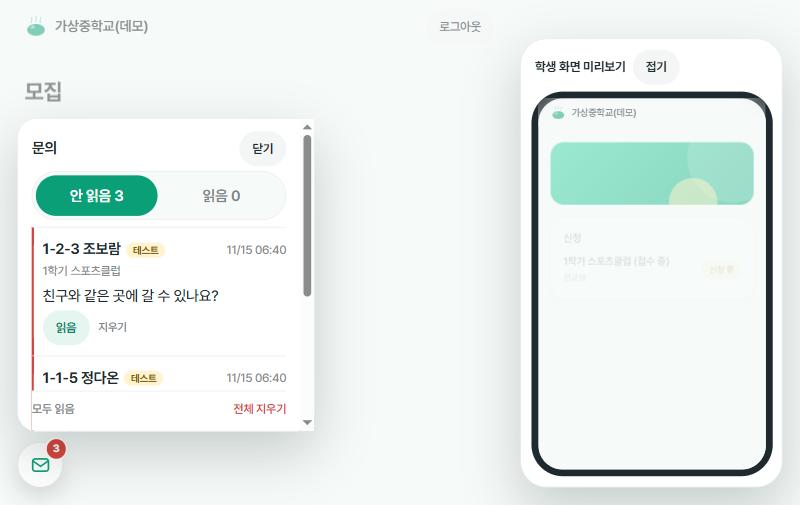 가상중학교(데모)
로그아웃
모집
문의
닫기
안 읽음 3
읽음 0
1-2-3 조보람 테스트 11/15 06:40
1학기 스포츠클럽
친구와 같은 곳에 갈 수 있나요?
읽음 지우기
1-1-5 정다온 테스트 11/15 06:40
모두 읽음 전체 지우기
3
학생 화면 미리보기 접기
가상중학교(데모)
신청
1학기 스포츠클럽 (접수 중)
신청 중